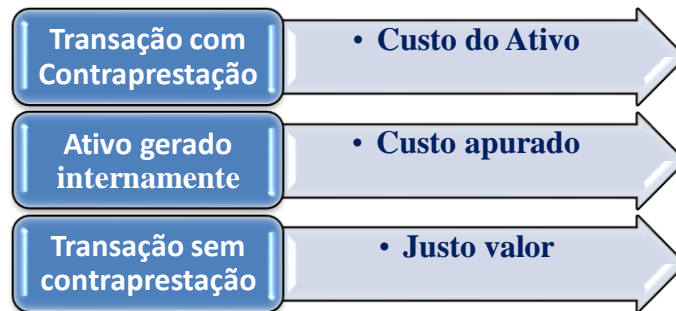 Transação com
Contraprestação
• Custo do Ativo
Ativo gerado
internamente
• Custo apurado
Transação sem
contraprestação
• Justo valor